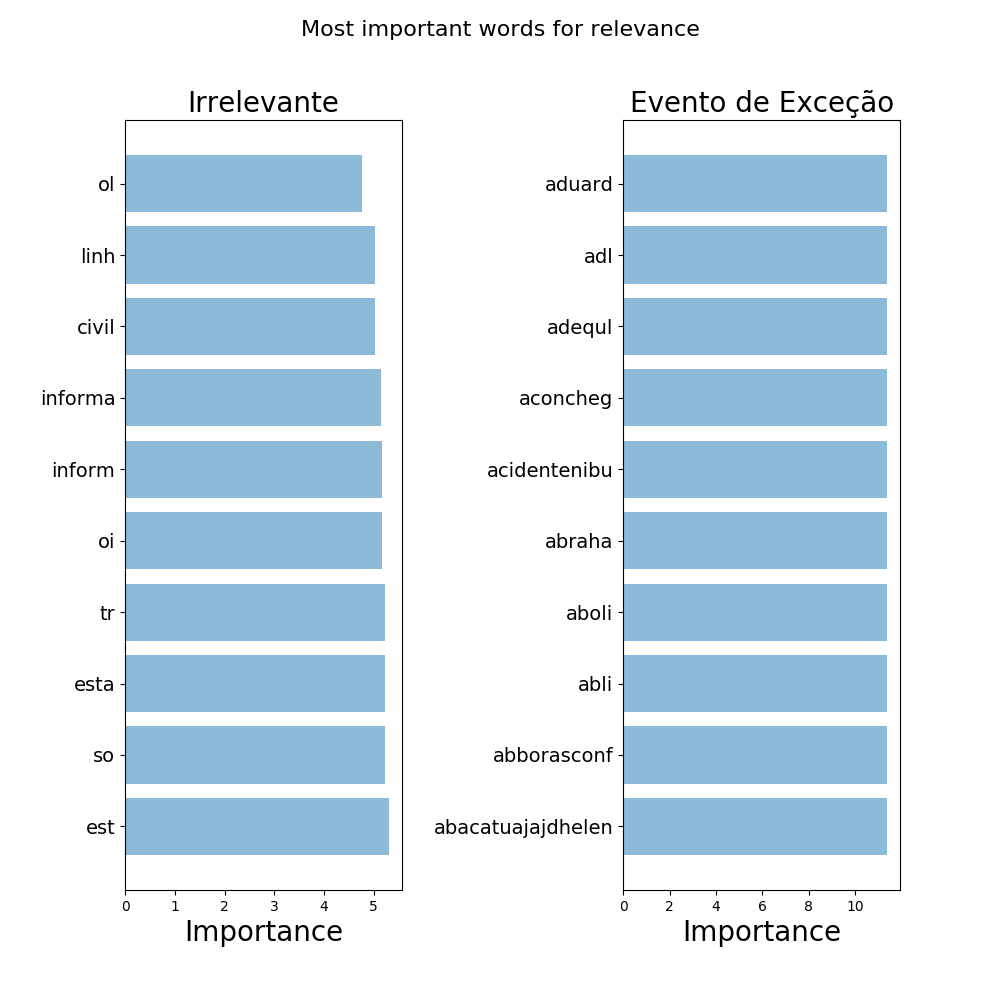 Most important words for relevance
Irrelevante
ol
linh
civil
informa
inform
oi
tr
esta
so
est
0 1 2 3 4 5
Importance
Evento de Exceção
aduard
adl
adequl
aconcheg
acidentenibu
abraha
aboli
abli
abborasconf
abacatuajajdhelen
0 2 4 6 8 10
Importance